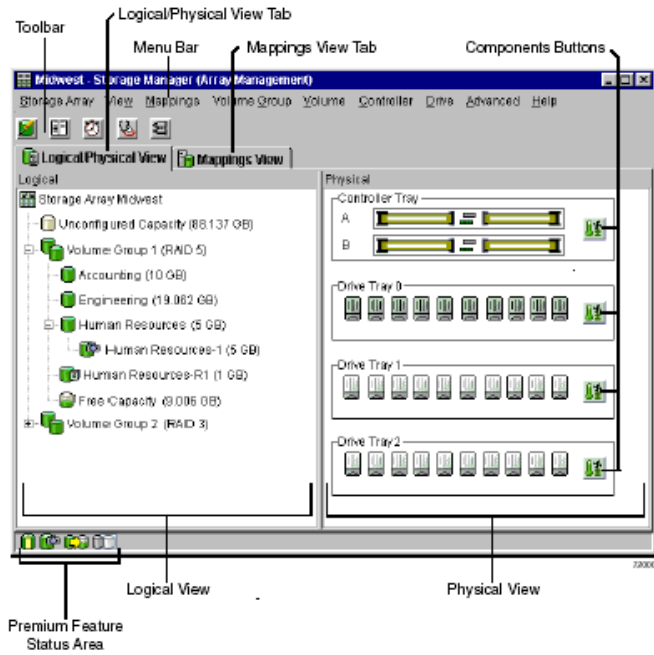 Logical/Physical View Tab
Toolbar
Menu Bar
Mappings View Tab
Components Buttons
Midwest - Storage Manager (Array Management)
Storage Array View Mappings Volume Group Volume Controller Drive Advanced Help
Logical/Physical View
Mappings View
Logical
Physical
Storage Array Midwest
Unconfigured Capacity (88.137 GB)
Volume Group 1 (RAID 5)
Accounting (10 GB)
Engineering (19.062 GB)
Human Resources (5 GB)
Human Resources-1 (5 GB)
Human Resources-R1 (1 GB)
Free Capacity (9.006 GB)
Volume Group 2 (RAID 3)
Controller Tray
A
B
Drive Tray 0
Drive Tray 1
Drive Tray 2
Logical View
Physical View
Premium Feature
Status Area